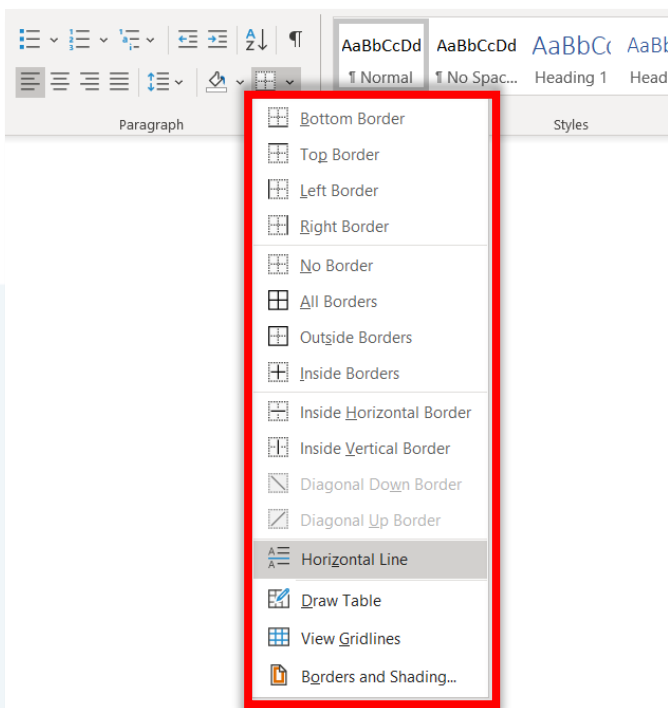 AaBbCcDd AaBbCcDd AaBbC( AaBb
¶ Normal ¶ No Spac... Heading 1 Head
Paragraph Styles
Bottom Border
Top Border
Left Border
Right Border
No Border
All Borders
Outside Borders
Inside Borders
Inside Horizontal Border
Inside Vertical Border
Diagonal Down Border
Diagonal Up Border
Horizontal Line
Draw Table
View Gridlines
Borders and Shading...